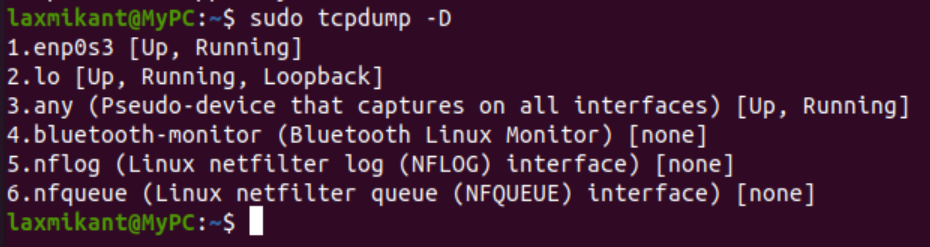 laxmikant@MyPC:~$ sudo tcpdump -D
1.enp0s3 [Up, Running]
2.lo [Up, Running, Loopback]
3.any (Pseudo-device that captures on all interfaces) [Up, Running]
4.bluetooth-monitor (Bluetooth Linux Monitor) [none]
5.nflog (Linux netfilter log (NFLOG) interface) [none]
6.nfqueue (Linux netfilter queue (NFQUEUE) interface) [none]
laxmikant@MyPC:~$